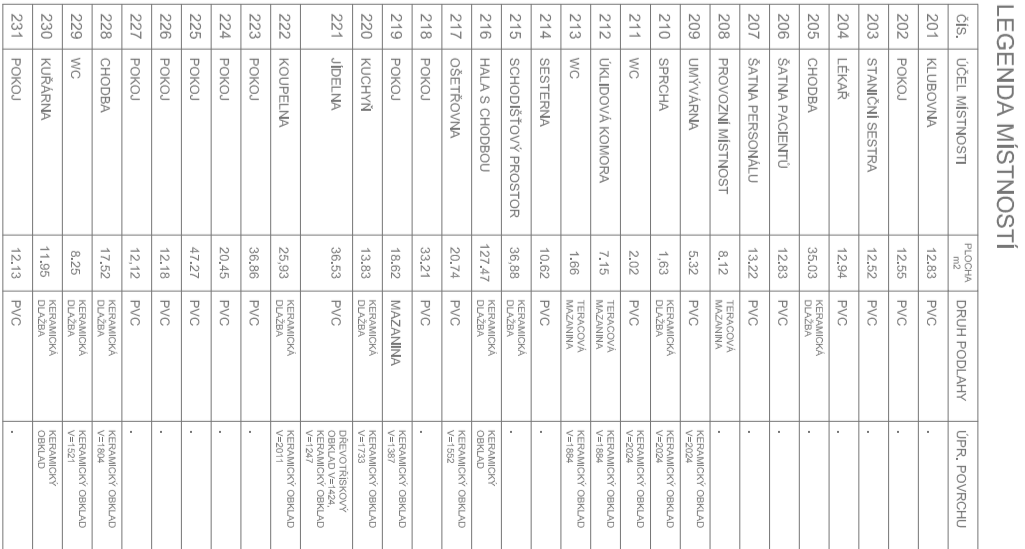 LEGENDA MÍSTNOSTÍ
ČÍS. ÚČEL MÍSTNOSTI PLOCHA m2 DRUH PODLAHY ÚPR. POVRCHU
201 KLUBOVNA 12.83 PVC .
202 POKOJ 12.55 PVC .
203 STANIČNÍ SESTRA 12.52 PVC .
204 LÉKAŘ 12.94 PVC .
205 CHODBA 35.03 KERAMICKÁ DLAŽBA .
206 ŠATNA PACIENTŮ 12.83 PVC .
207 ŠATNA PERSONÁLU 13.22 PVC .
208 PROVOZNÍ MÍSTNOST 8,12 TERACOVÁ MAZANINA .
209 UMÝVÁRNA 5.32 PVC KERAMICKÝ OBKLAD V=2024
210 SPRCHA 1,63 KERAMICKÁ DLAŽBA KERAMICKÝ OBKLAD V=2024
211 WC 2,02 PVC KERAMICKÝ OBKLAD V=2024
212 ÚKLIDOVÁ KOMORA 7.15 TERACOVÁ MAZANINA KERAMICKÝ OBKLAD V=1884
213 WC 1,66 TERACOVÁ MAZANINA KERAMICKÝ OBKLAD V=1884
214 SESTERNA 10.62 PVC .
215 SCHODIŠŤOVÝ PROSTOR 36,88 KERAMICKÁ DLAŽBA .
216 HALA S CHODBOU 127.47 KERAMICKÁ DLAŽBA KERAMICKÝ OBKLAD
217 OŠETŘOVNA 20,74 PVC KERAMICKÝ OBKLAD V=1552
218 POKOJ 33.21 PVC .
219 POKOJ 18.62 MAZANINA KERAMICKÝ OBKLAD V=1387
220 KUCHYŇ 13.83 KERAMICKÁ DLAŽBA KERAMICKÝ OBKLAD V=1733
221 JÍDELNA 36.53 PVC DŘEVOTŘÍSKOVÝ OBKLAD V=1424, KERAMICKÝ OBKLAD V=1247
222 KOUPELNA 25,93 KERAMICKÁ DLAŽBA KERAMICKÝ OBKLAD V=2011
223 POKOJ 36,86 PVC .
224 POKOJ 20,45 PVC .
225 POKOJ 47.27 PVC .
226 POKOJ 12.18 PVC .
227 POKOJ 12,12 PVC .
228 CHODBA 17.52 KERAMICKÁ DLAŽBA KERAMICKÝ OBKLAD V=1804
229 WC 8.25 KERAMICKÁ DLAŽBA KERAMICKÝ OBKLAD V=1521
230 KUŘÁRNA 11.95 KERAMICKÁ DLAŽBA KERAMICKÝ OBKLAD
231 POKOJ 12.13 PVC .